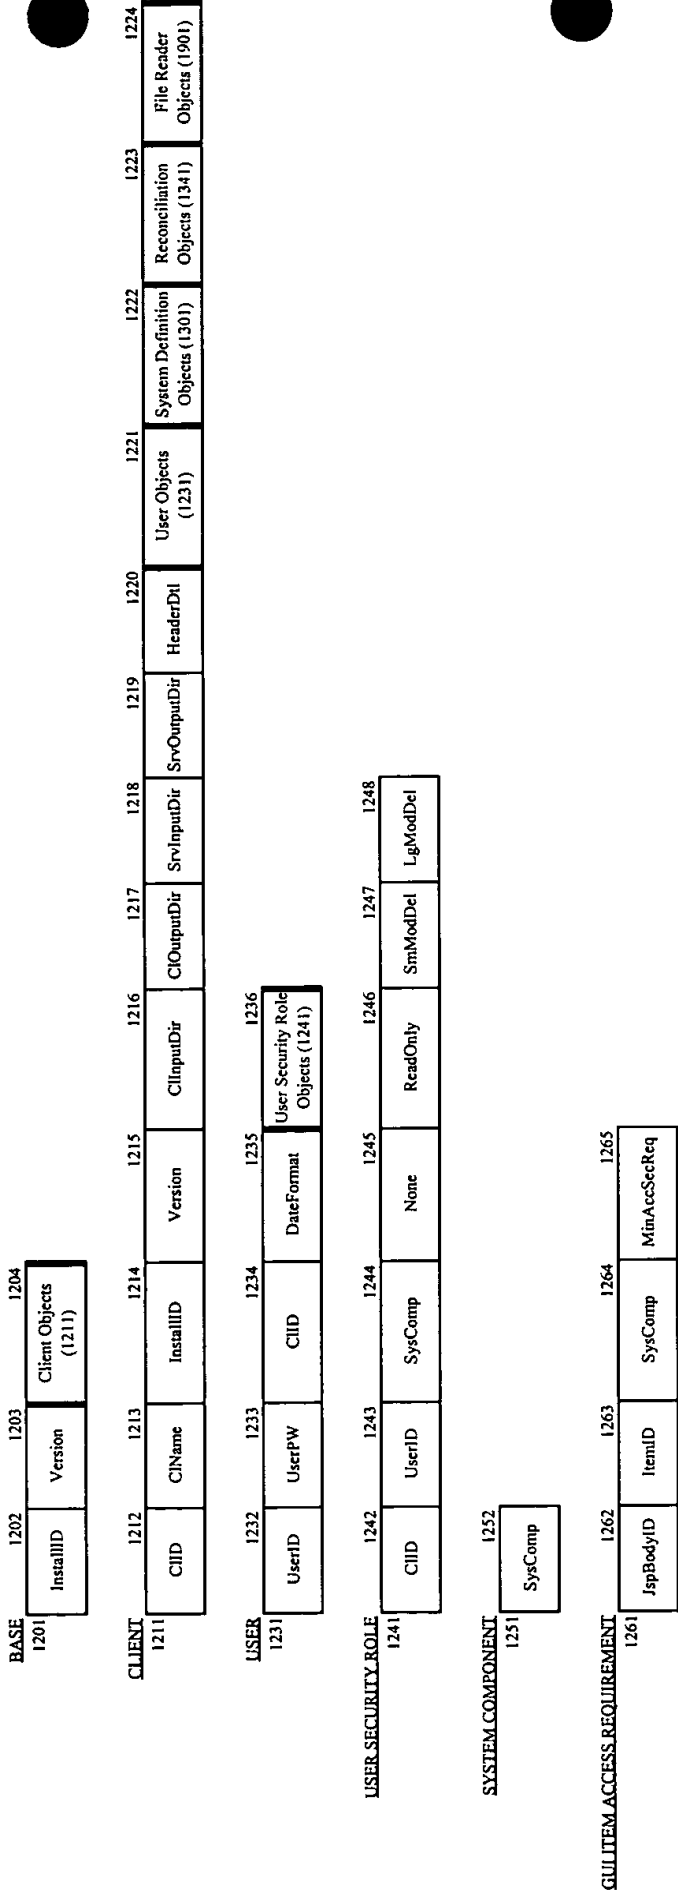 BASE
1201
1202
InstallID
1203
Version
1204
Client Objects
(1211)
CLIENT
1211
1212
ClID
1213
ClName
1214
InstallID
1215
Version
1216
ClInputDir
1217
ClOutputDir
1218
SrvInputDir
1219
SrvOutputDir
1220
HeaderDtl
1221
User Objects
(1231)
1222
System Definition
Objects (1301)
1223
Reconciliation
Objects (1341)
1224
File Reader
Objects (1901)
USER
1231
1232
UserID
1233
UserPW
1234
ClID
1235
DateFormat
1236
User Security Role
Objects (1241)
USER SECURITY ROLE
1241
1242
ClID
1243
UserID
1244
SysComp
1245
None
1246
ReadOnly
1247
SmModDel
1248
LgModDel
SYSTEM COMPONENT
1251
1252
SysComp
GUI ITEM ACCESS REQUIREMENT
1261
1262
JspBodyID
1263
ItemID
1264
SysComp
1265
MinAccSecReq